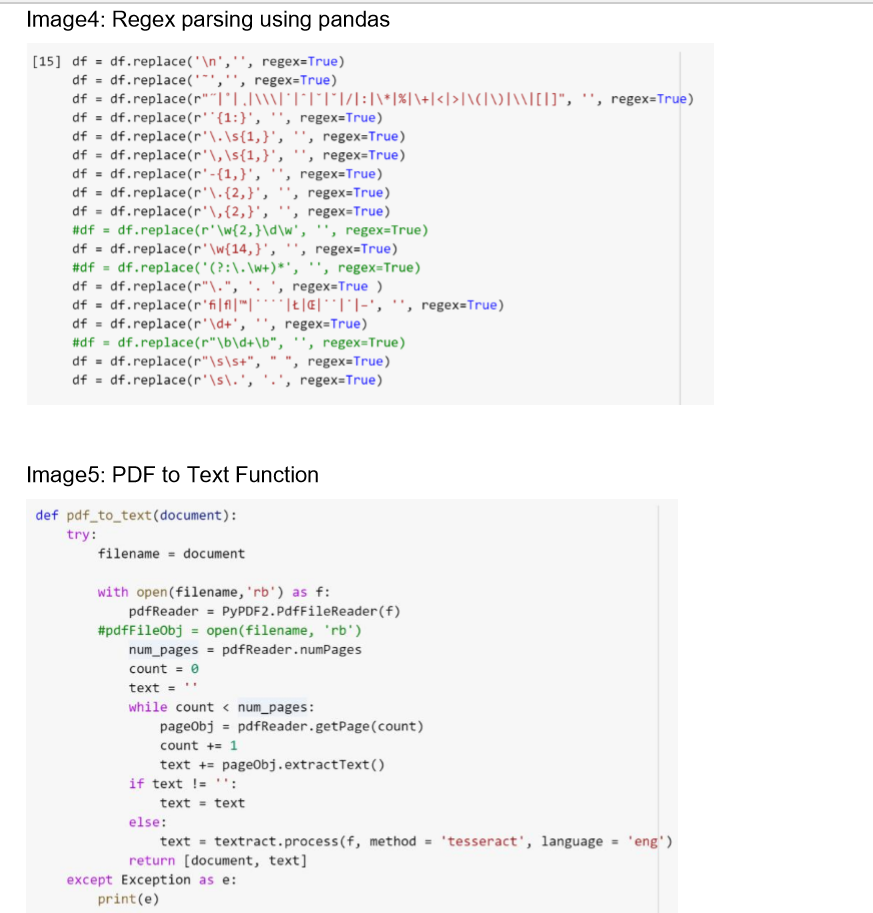 Image4: Regex parsing using pandas
[15] df = df.replace('\n','', regex=True)
df = df.replace('˜','', regex=True)
df = df.replace( '', regex=True)
df = df.replace( '', regex=True)
df = df.replace(r'\.\s{1,}', '', regex=True)
df = df.replace(r'\,\s{1,}', '', regex=True)
df = df.replace(r'-{1,}', '', regex=True)
df = df.replace(r'\.{2,}', '', regex=True)
df = df.replace(r'\,{2,}', '', regex=True)
#df = df.replace(r'\w{2,}\d\w', '', regex=True)
df = df.replace(r'\w{14,}', '', regex=True)
#df = df.replace('(?:\.\w+)*', '', regex=True)
df = df.replace(r"\.", '. ', regex=True )
df = df.replace( '', regex=True)
df = df.replace(r'\d+', '', regex=True)
#df = df.replace(r"\b\d+\b", '', regex=True)
df = df.replace(r"\s\s+", " ", regex=True)
df = df.replace(r'\s\.', '.', regex=True)
Image5: PDF to Text Function
def pdf_to_text(document):
try:
filename = document
with open(filename,'rb') as f:
pdfReader = PyPDF2.PdfFileReader(f)
#pdfFileObj = open(filename, 'rb')
num_pages = pdfReader.numPages
count = 0
text = ''
while count < num_pages:
pageObj = pdfReader.getPage(count)
count += 1
text += pageObj.extractText()
if text != '':
text = text
else:
text = textract.process(f, method = 'tesseract', language = 'eng')
return [document, text]
except Exception as e:
print(e)